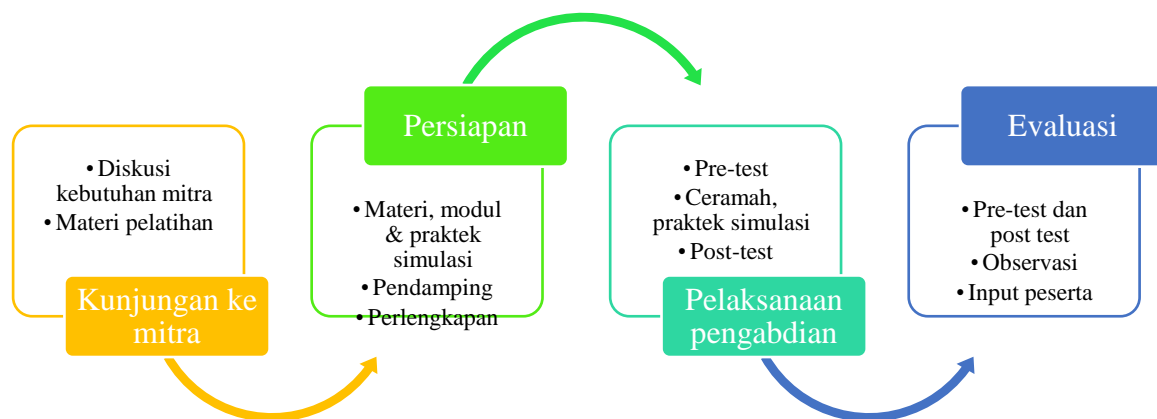 • Diskusi
kebutuhan mitra
• Materi pelatihan
Kunjungan ke
mitra
Persiapan
• Materi, modul
& praktek
simulasi
• Pendamping
• Perlengkapan
• Pre-test
• Ceramah,
praktek simulasi
• Post-test
Pelaksanaan
pengabdian
Evaluasi
• Pre-test dan
post test
• Observasi
• Input peserta